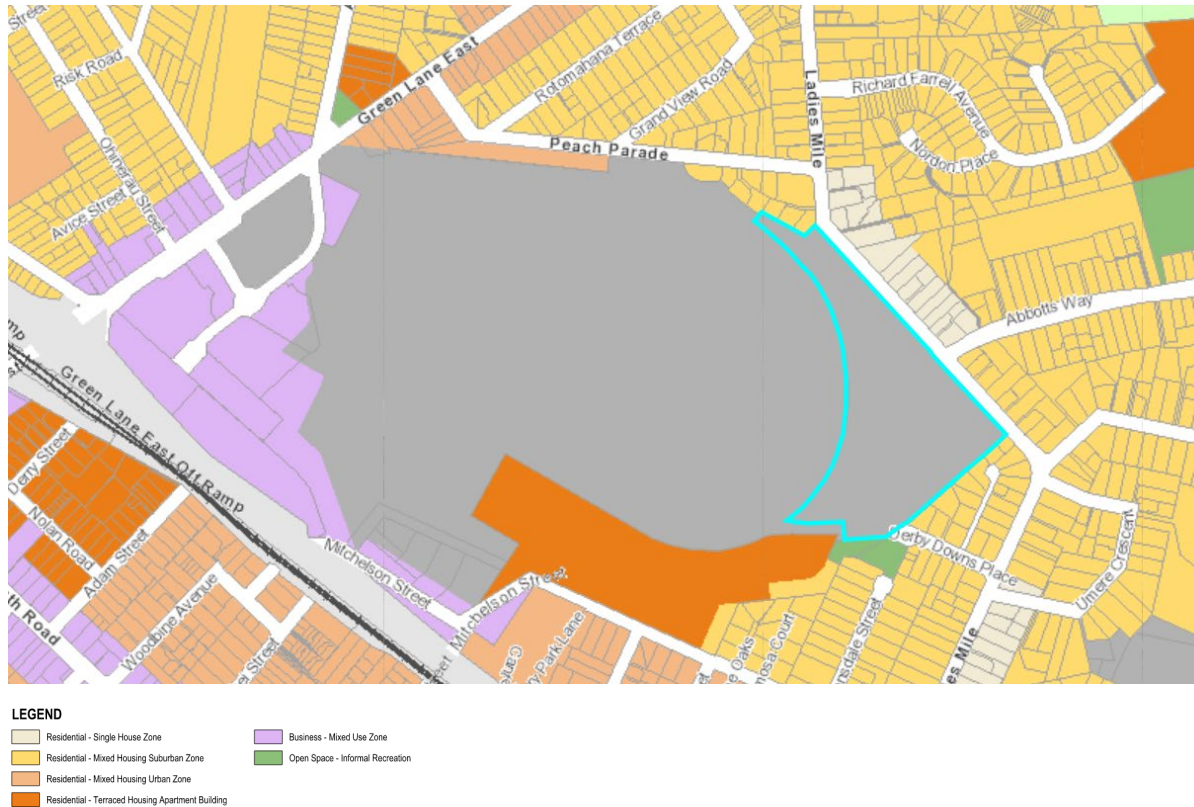 Street
Risk Road
Ohinerau Street
Avice Street
Green Lane East
Rotomahana Terrace
Grand View Road
Peach Parade
Ladies Mile
Richard Farrell Avenue
Nordon Place
Abbotts Way
Green Lane East Off Ramp
Derry Street
Nolan Road
Adam Street
Woodbine Avenue
Mitchelson Street
Mitchelson Street
Derby Downs Place
Umere Crescent
LEGEND
Residential - Single House Zone
Residential - Mixed Housing Suburban Zone
Residential - Mixed Housing Urban Zone
Residential - Terraced Housing Apartment Building
Business - Mixed Use Zone
Open Space - Informal Recreation